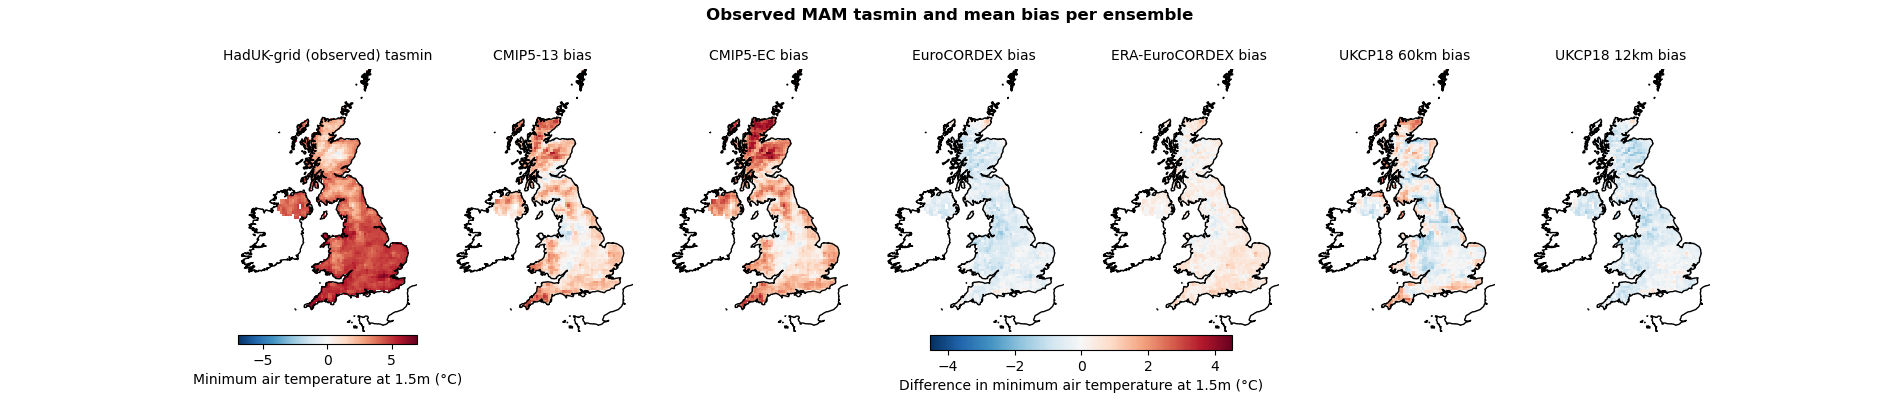 Observed MAM tasmin and mean bias per ensemble
HadUK-grid (observed) tasmin
CMIP5-13 bias
CMIP5-EC bias
EuroCORDEX bias
ERA-EuroCORDEX bias
UKCP18 60km bias
UKCP18 12km bias
−5 0 5
Minimum air temperature at 1.5m (°C)
−4 −2 0 2 4
Difference in minimum air temperature at 1.5m (°C)